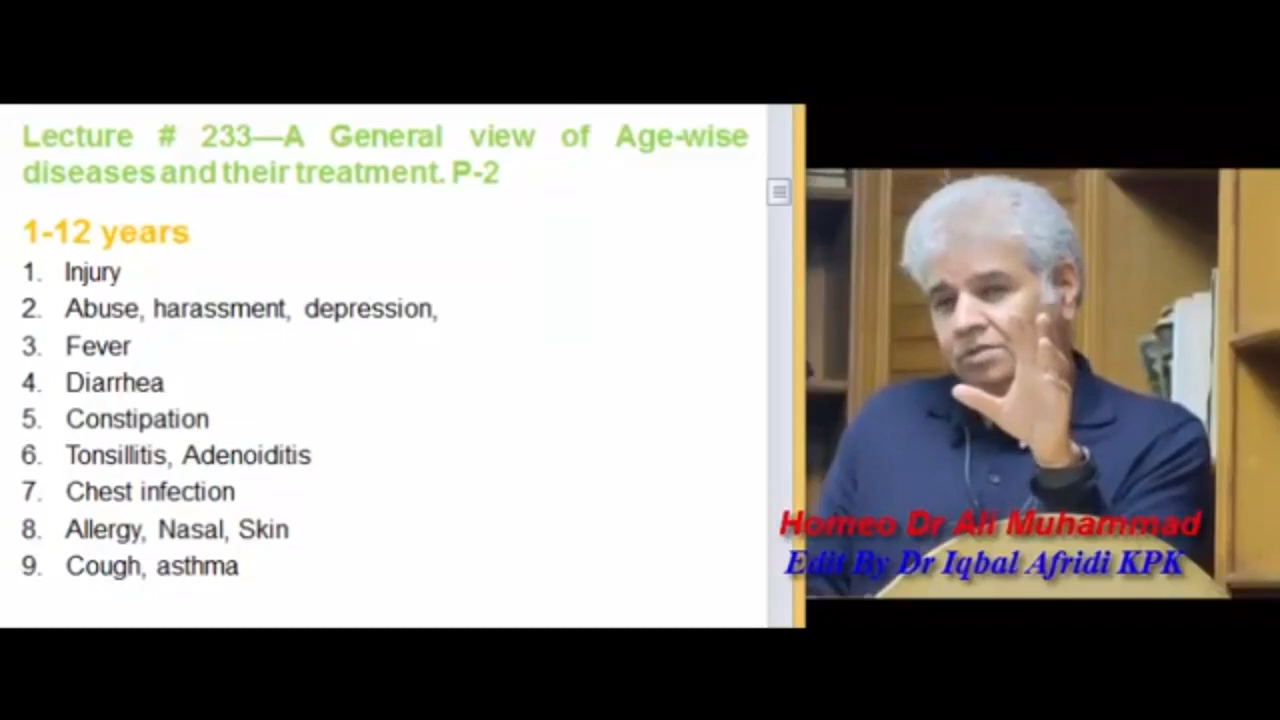 Lecture # 233—A General view of Age-wise
diseases and their treatment. P-2
1-12 years
1. Injury
2. Abuse, harassment, depression,
3. Fever
4. Diarrhea
5. Constipation
6. Tonsillitis, Adenoiditis
7. Chest infection
8. Allergy, Nasal, Skin
9. Cough, asthma
Homeo Dr Ali Muhammad
Edit By Dr Iqbal Afridi KPK